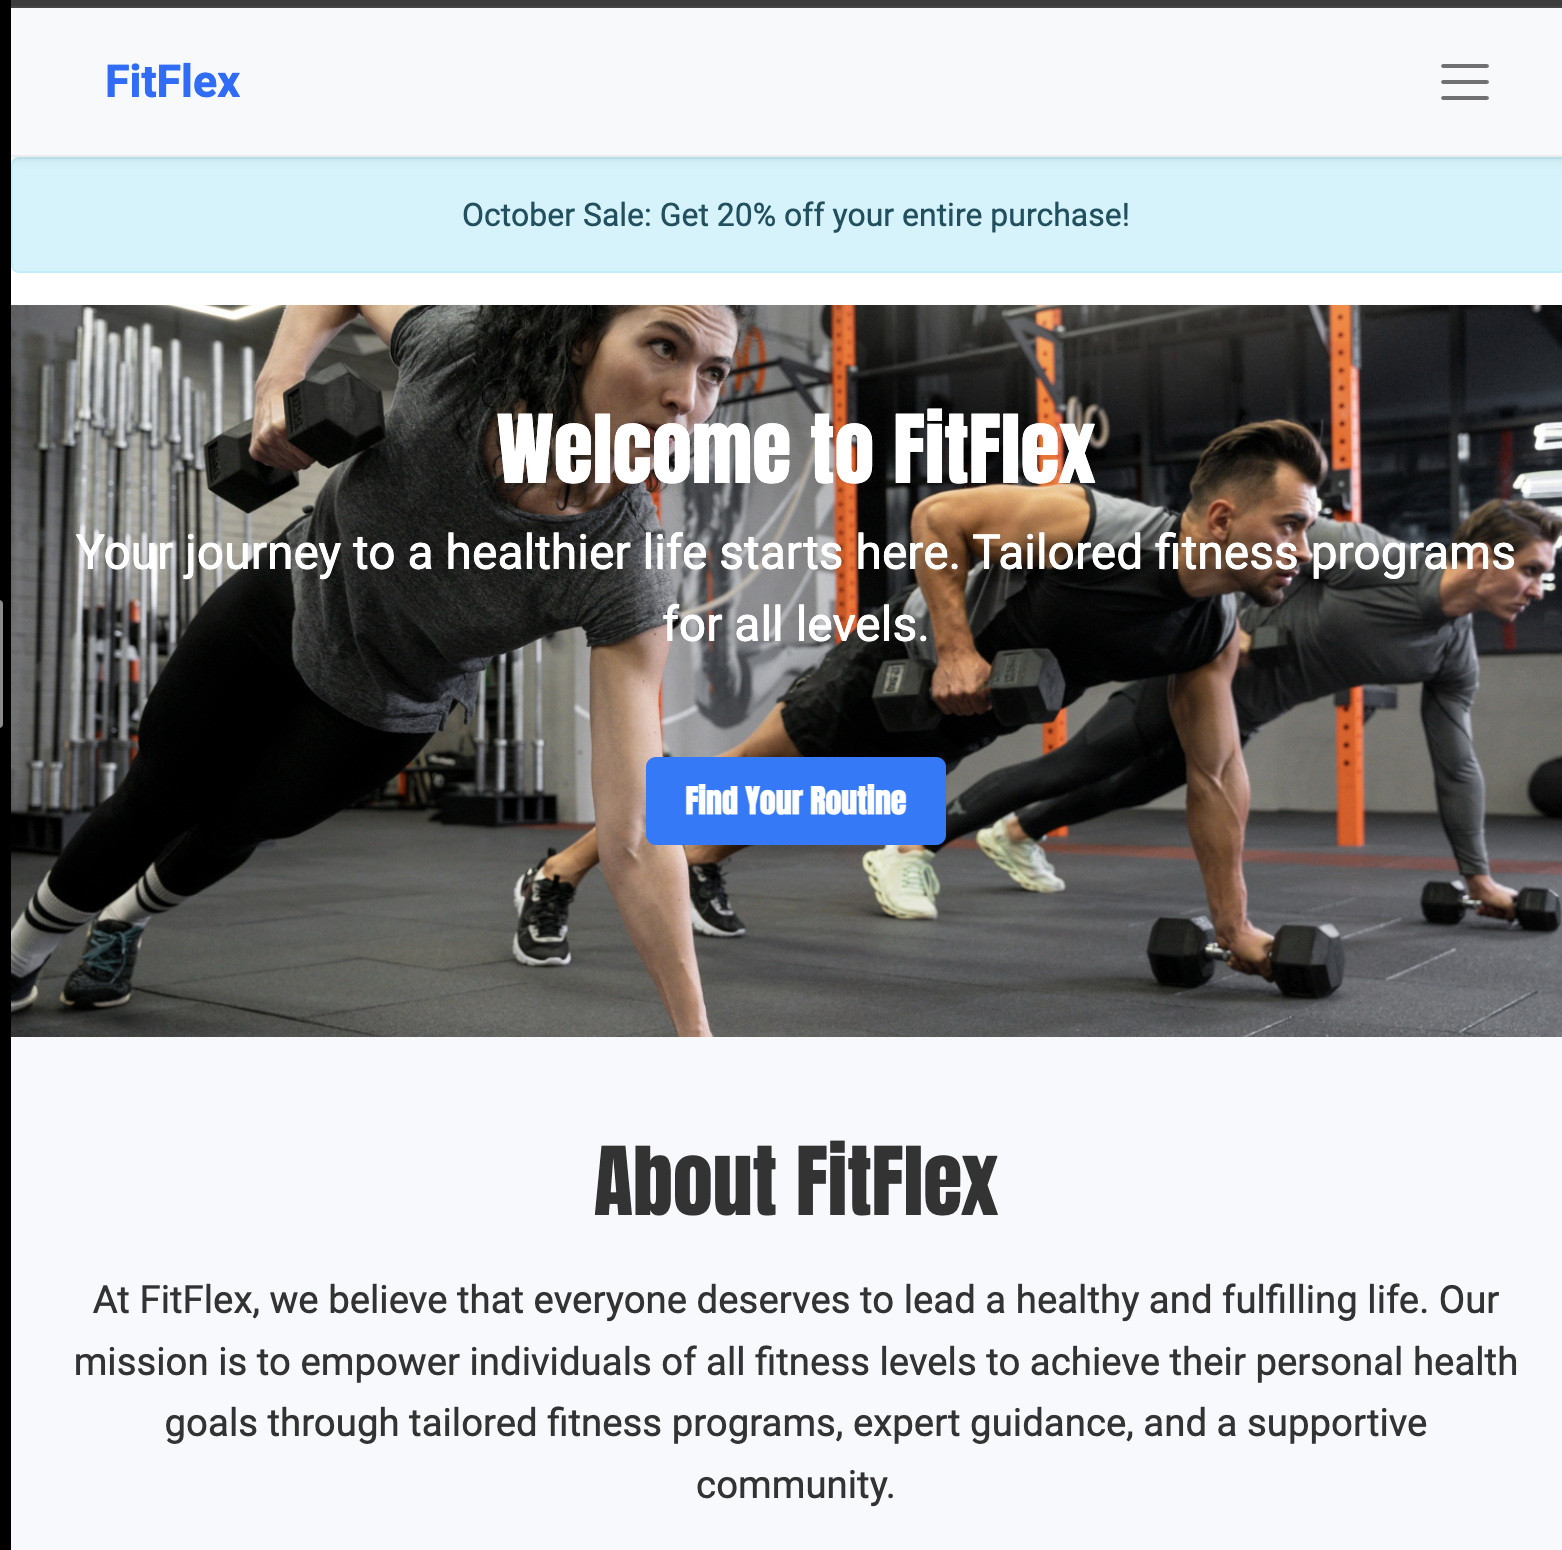 FitFlex
October Sale: Get 20% off your entire purchase!
Welcome to FitFlex
Your journey to a healthier life starts here. Tailored fitness programs
for all levels.
Find Your Routine
About FitFlex
At FitFlex, we believe that everyone deserves to lead a healthy and fulfilling life. Our
mission is to empower individuals of all fitness levels to achieve their personal health
goals through tailored fitness programs, expert guidance, and a supportive
community.